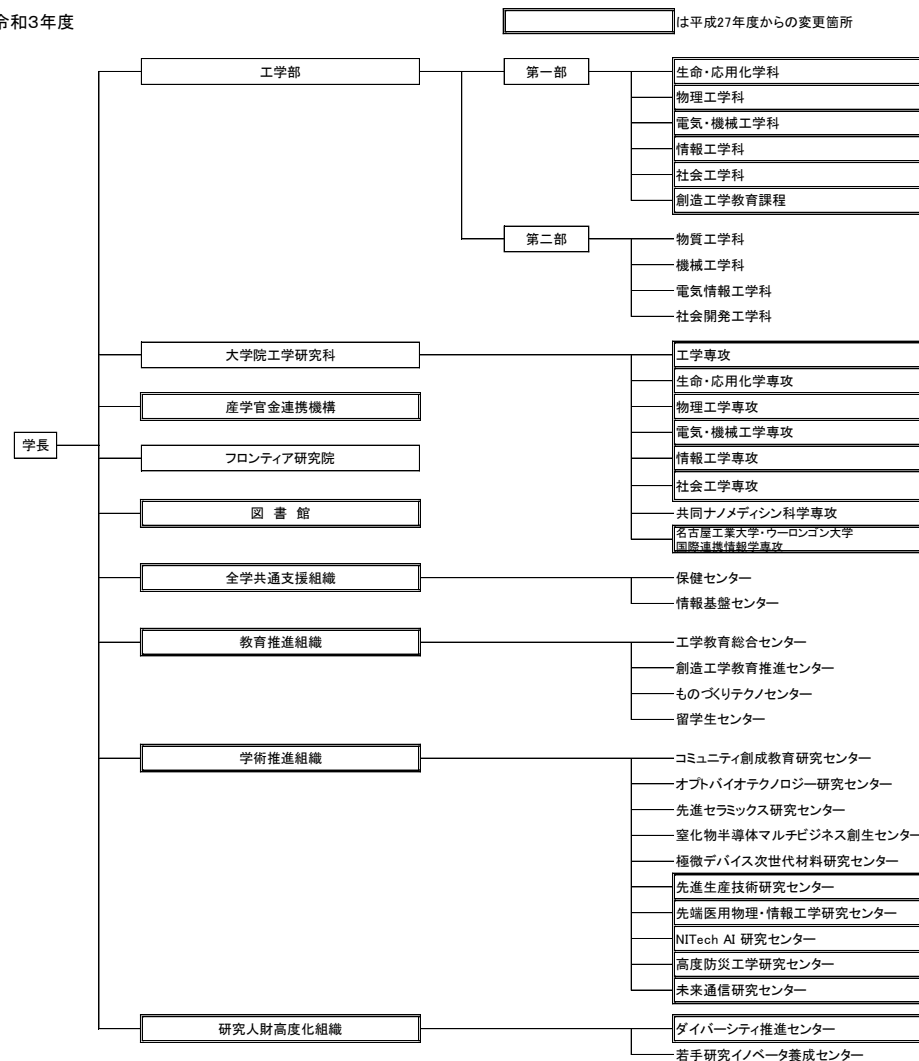 令和3年度
は平成27年度からの変更箇所
工学部
第一部
生命・応用化学科
物理工学科
電気・機械工学科
情報工学科
社会工学科
創造工学教育課程
第二部
物質工学科
機械工学科
電気情報工学科
社会開発工学科
大学院工学研究科
工学専攻
生命・応用化学専攻
産学官金連携機構
物理工学専攻
電気・機械工学専攻
学長
フロンティア研究院
情報工学専攻
社会工学専攻
図 書 館
共同ナノメディシン科学専攻
名古屋工業大学・ウーロンゴン大学
国際連携情報学専攻
全学共通支援組織
保健センター
情報基盤センター
教育推進組織
工学教育総合センター
創造工学教育推進センター
ものづくりテクノセンター
留学生センター
学術推進組織
コミュニティ創成教育研究センター
オプトバイオテクノロジー研究センター
先進セラミックス研究センター
窒化物半導体マルチビジネス創生センター
極微デバイス次世代材料研究センター
先進生産技術研究センター
先端医用物理・情報工学研究センター
NITech AI 研究センター
高度防災工学研究センター
未来通信研究センター
研究人財高度化組織
ダイバーシティ推進センター
若手研究イノベータ養成センター